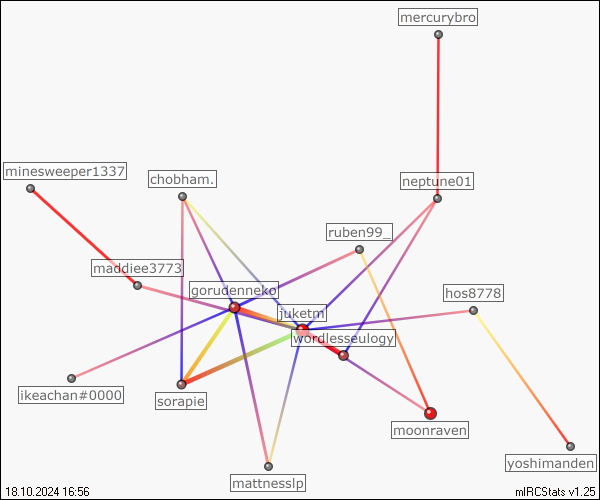 mercurybro
minesweeper1337
chobham.
neptune01
ruben99_
maddiee3773
gorudenneko
hos8778
juketn
wordlesseulogy
ikeachan#0000
sorapie
moonraven
yoshimanden
mattnesslp
18.10.2024 16:56
mIRCStats v1.25